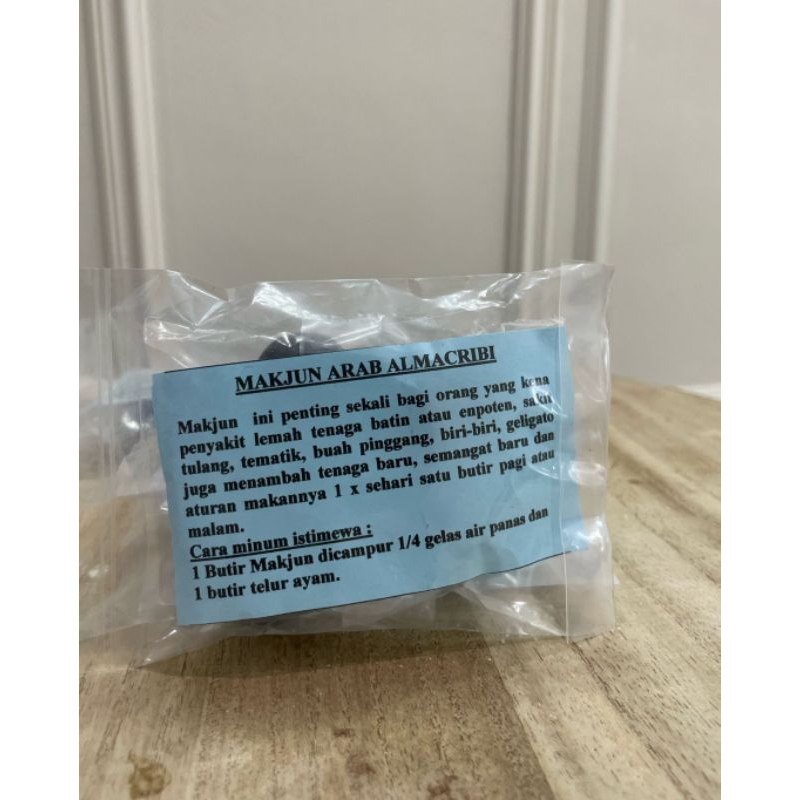 MAKJUN ARAB ALMACRIBI
Makjun ini penting sekali bagi orang yang kena
penyakit lemah tenaga batin atau enpoten, sakit
tulang, tematik, buah pinggang, biri-biri, geligato
juga menambah tenaga baru, semangat baru dan
aturan makannya 1 x sehari satu butir pagi atau
malam.
Cara minum istimewa :
1 Butir Makjun dicampur 1/4 gelas air panas dan
1 butir telur ayam.